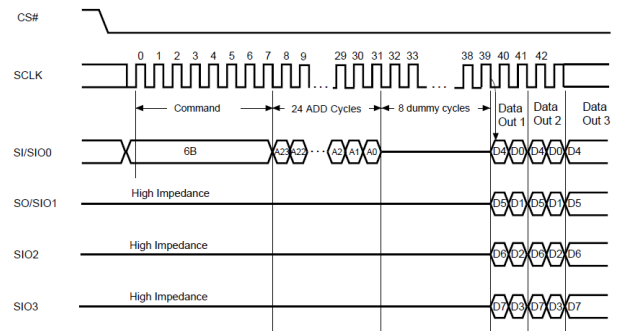 CS#
0 1 2 3 4 5 6 7 8 9 29 30 31 32 33 38 39 40 41 42
SCLK
Command 24 ADD Cycles 8 dummy cycles Data Out 1 Data Out 2 Data Out 3
SI/SIO0 6B A23 A22 A2 A1 A0 D4 D0 D4 D0 D4
High Impedance
SO/SIO1 D5 D1 D5 D1 D5
High Impedance
SIO2 D6 D2 D6 D2 D6
High Impedance
SIO3 D7 D3 D7 D3 D7